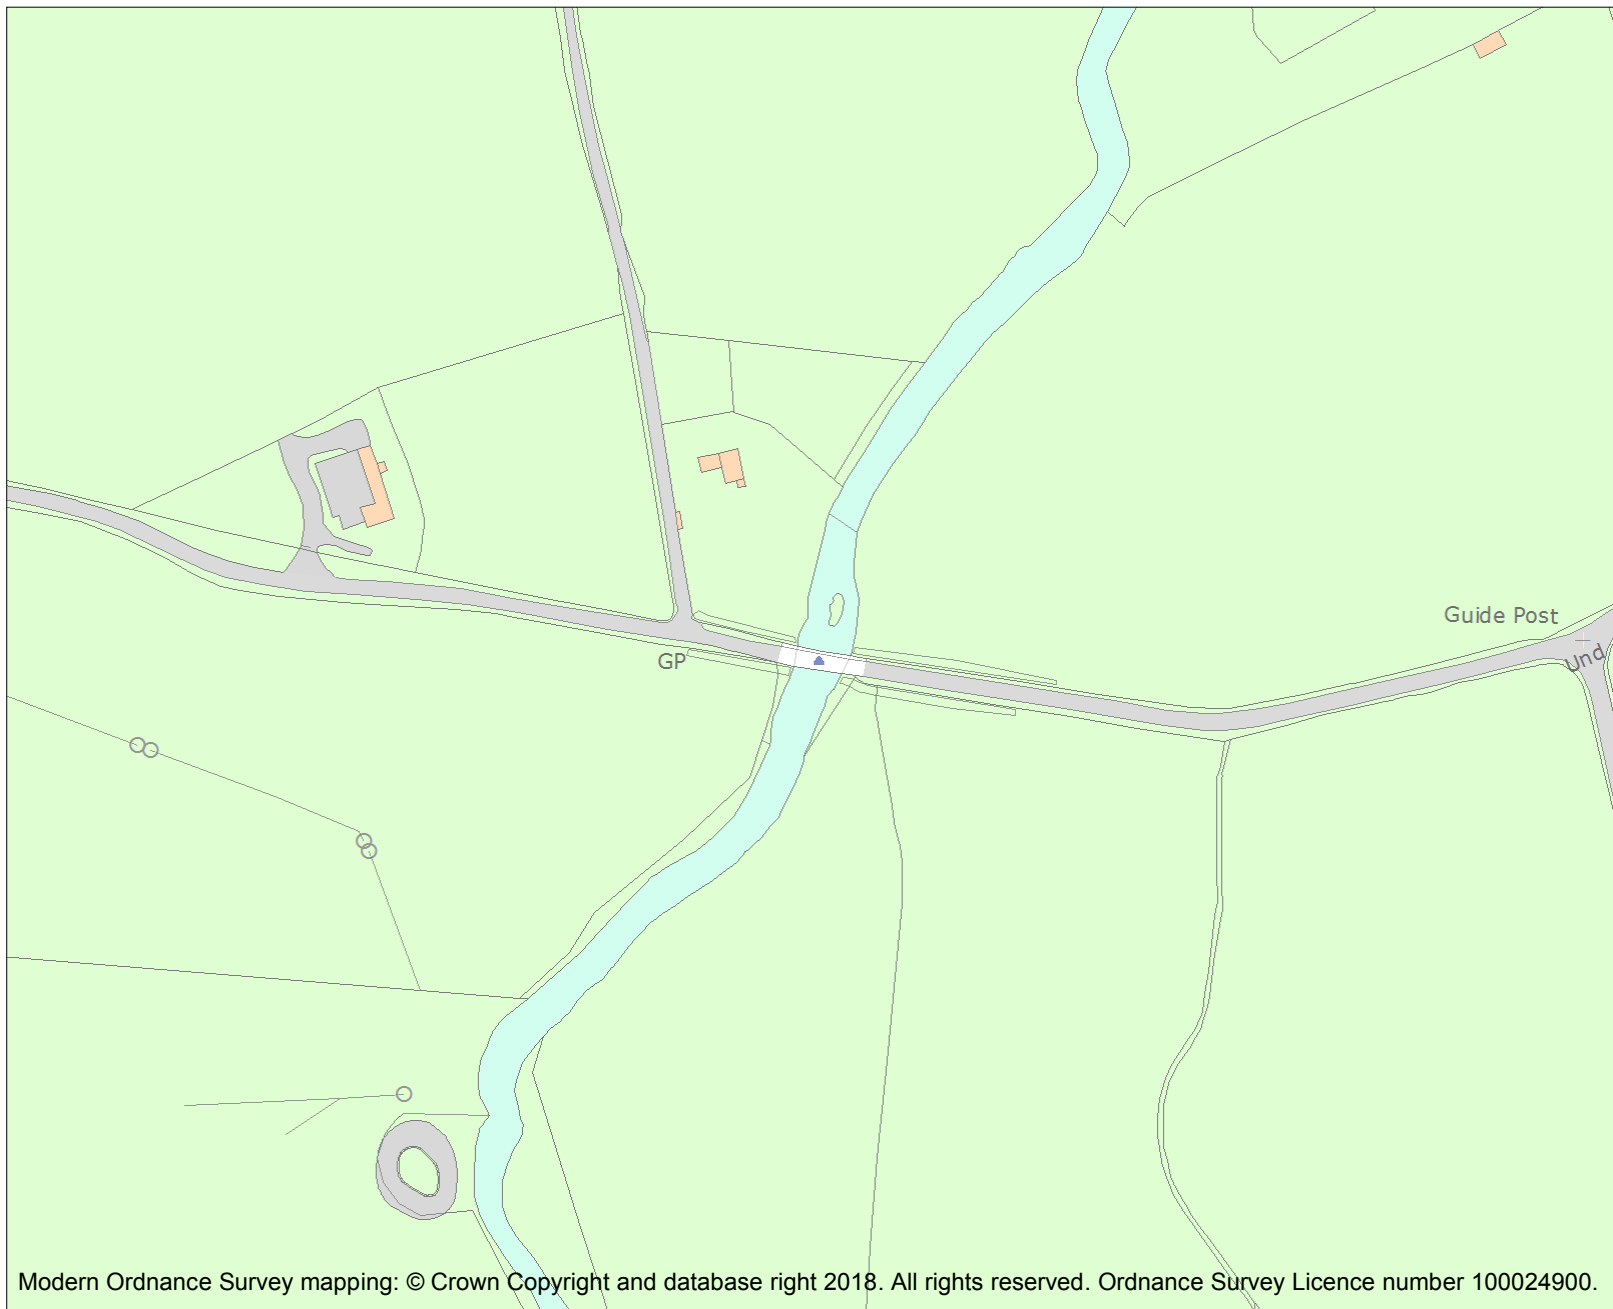 Guide Post
Und
GP
Modern Ordnance Survey mapping: © Crown Copyright and database right 2018. All rights reserved. Ordnance Survey Licence number 100024900.